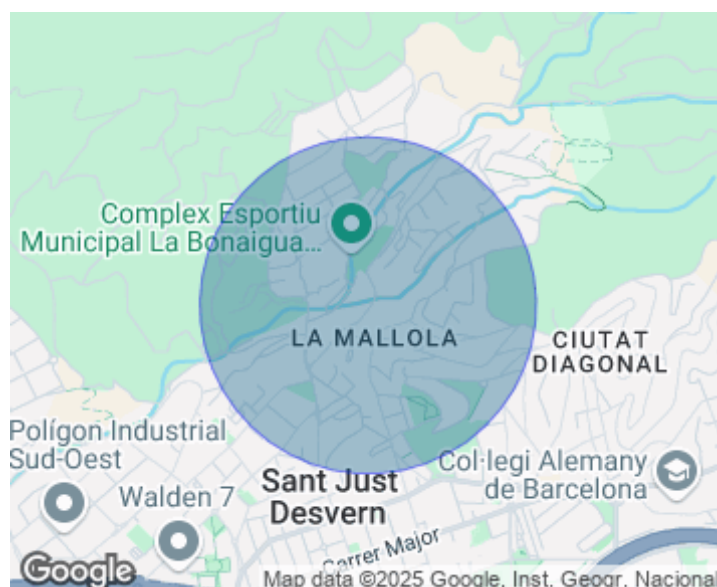 Complex Esportiu
Municipal La Bonaigua...
LA MALLOLA
CIUTAT
DIAGONAL
Polígon Industrial
Sud-Oest
Col·legi Alemany
de Barcelona
Walden 7
Sant Just
Desvern
Carrer Major
Google
Map data ©2025 Google, Inst. Geogr. Nacional